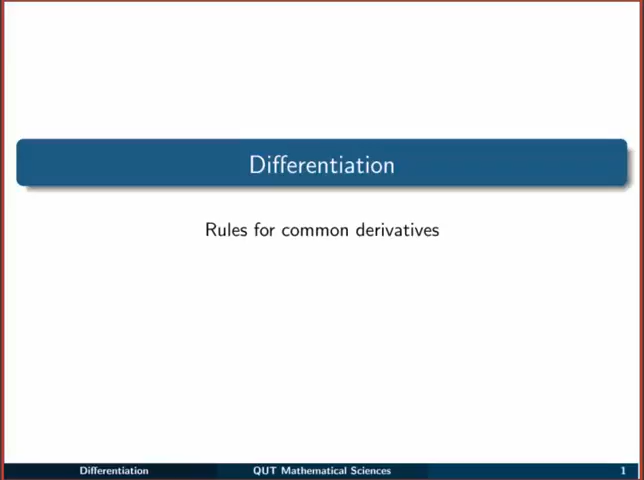 Differentiation
Rules for common derivatives
Differentiation QUT Mathematical Sciences 1